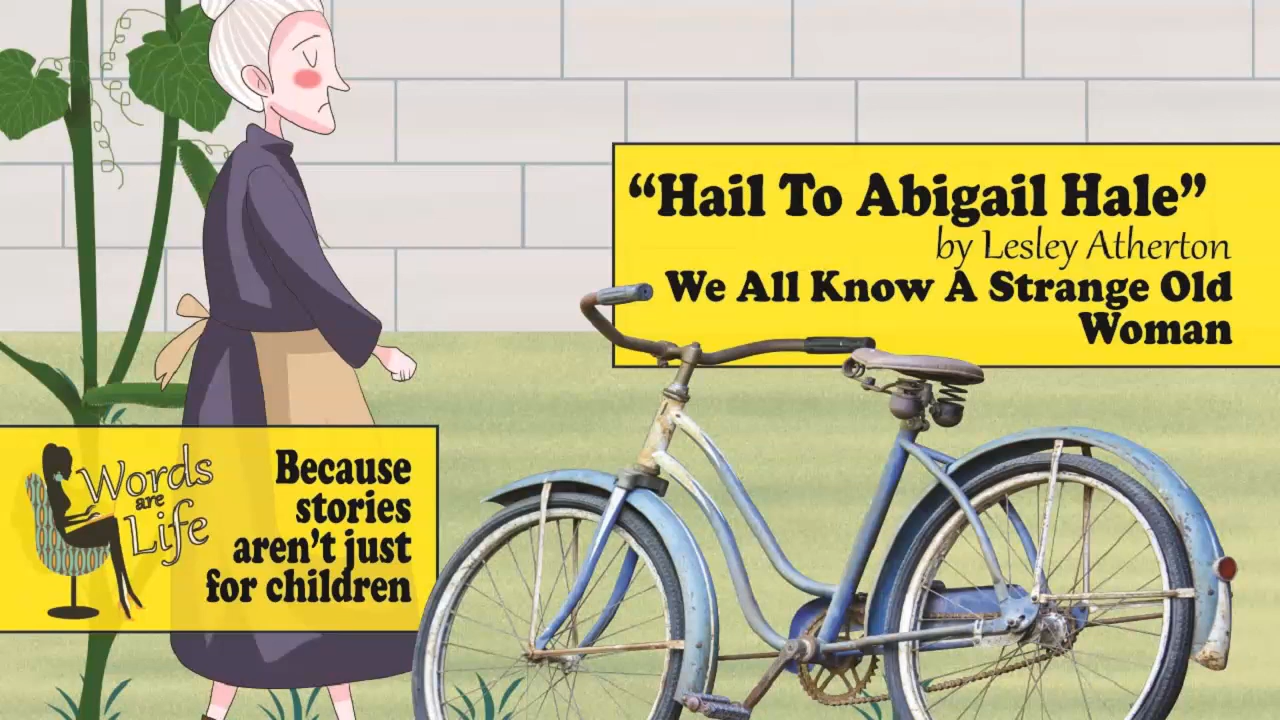 “Hail To Abigail Hale”
by Lesley Atherton
We All Know A Strange Old
Woman
Words
are
Life
Because
stories
aren’t just
for children